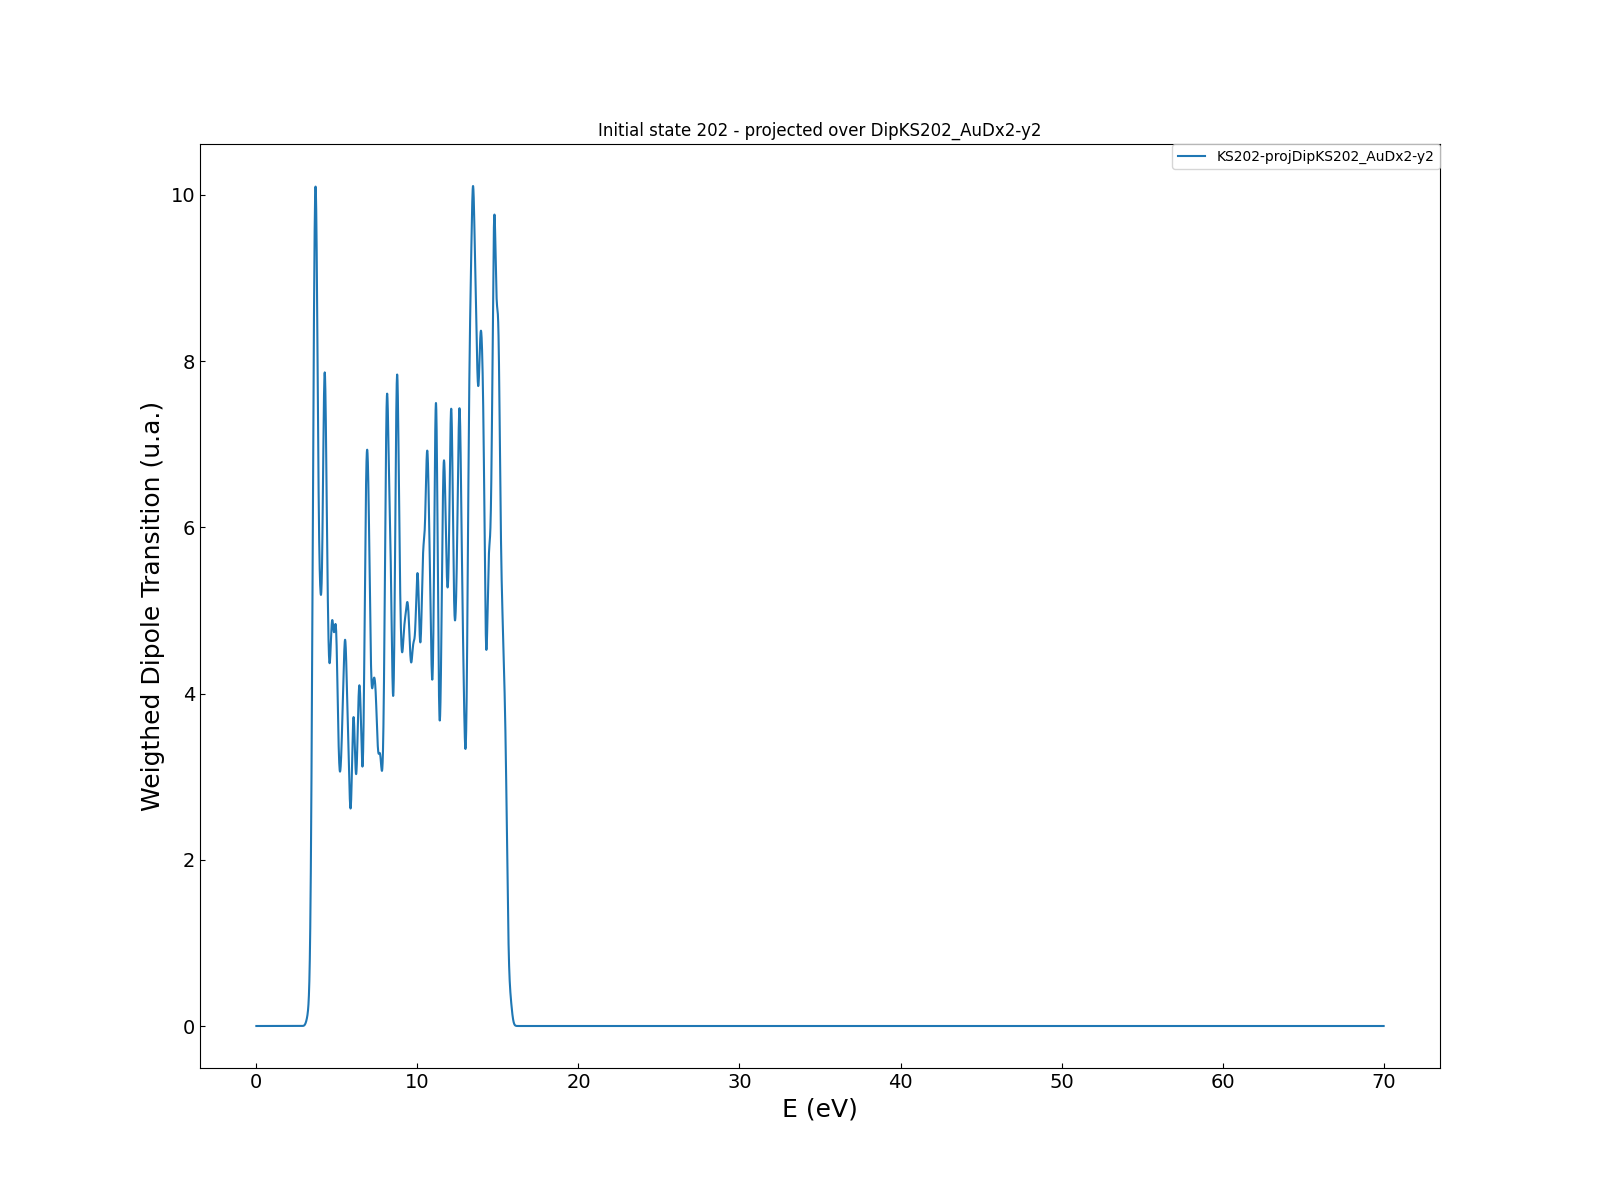 Initial state 202 - projected over DipKS202_AuDx2-y2
KS202-projDipKS202_AuDx2-y2
Weigthed Dipole Transition (u.a.)
10
8
6
4
2
0
0 10 20 30 40 50 60 70
E (eV)